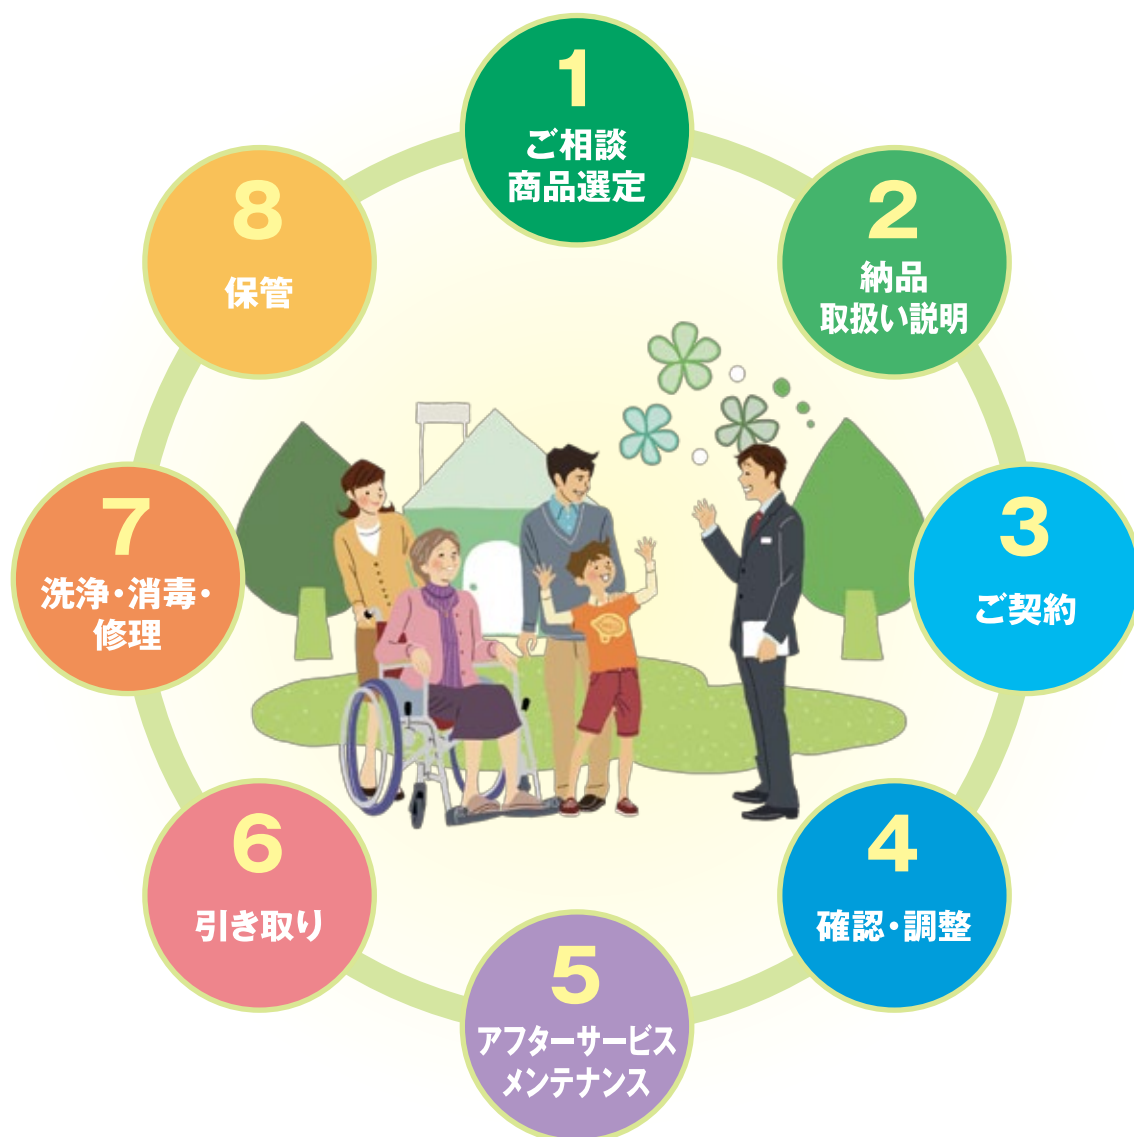 1
ご相談
商品選定
2
納品
取扱い説明
3
ご契約
4
確認・調整
5
アフターサービス
メンテナンス
6
引き取り
7
洗浄・消毒・
修理
8
保管